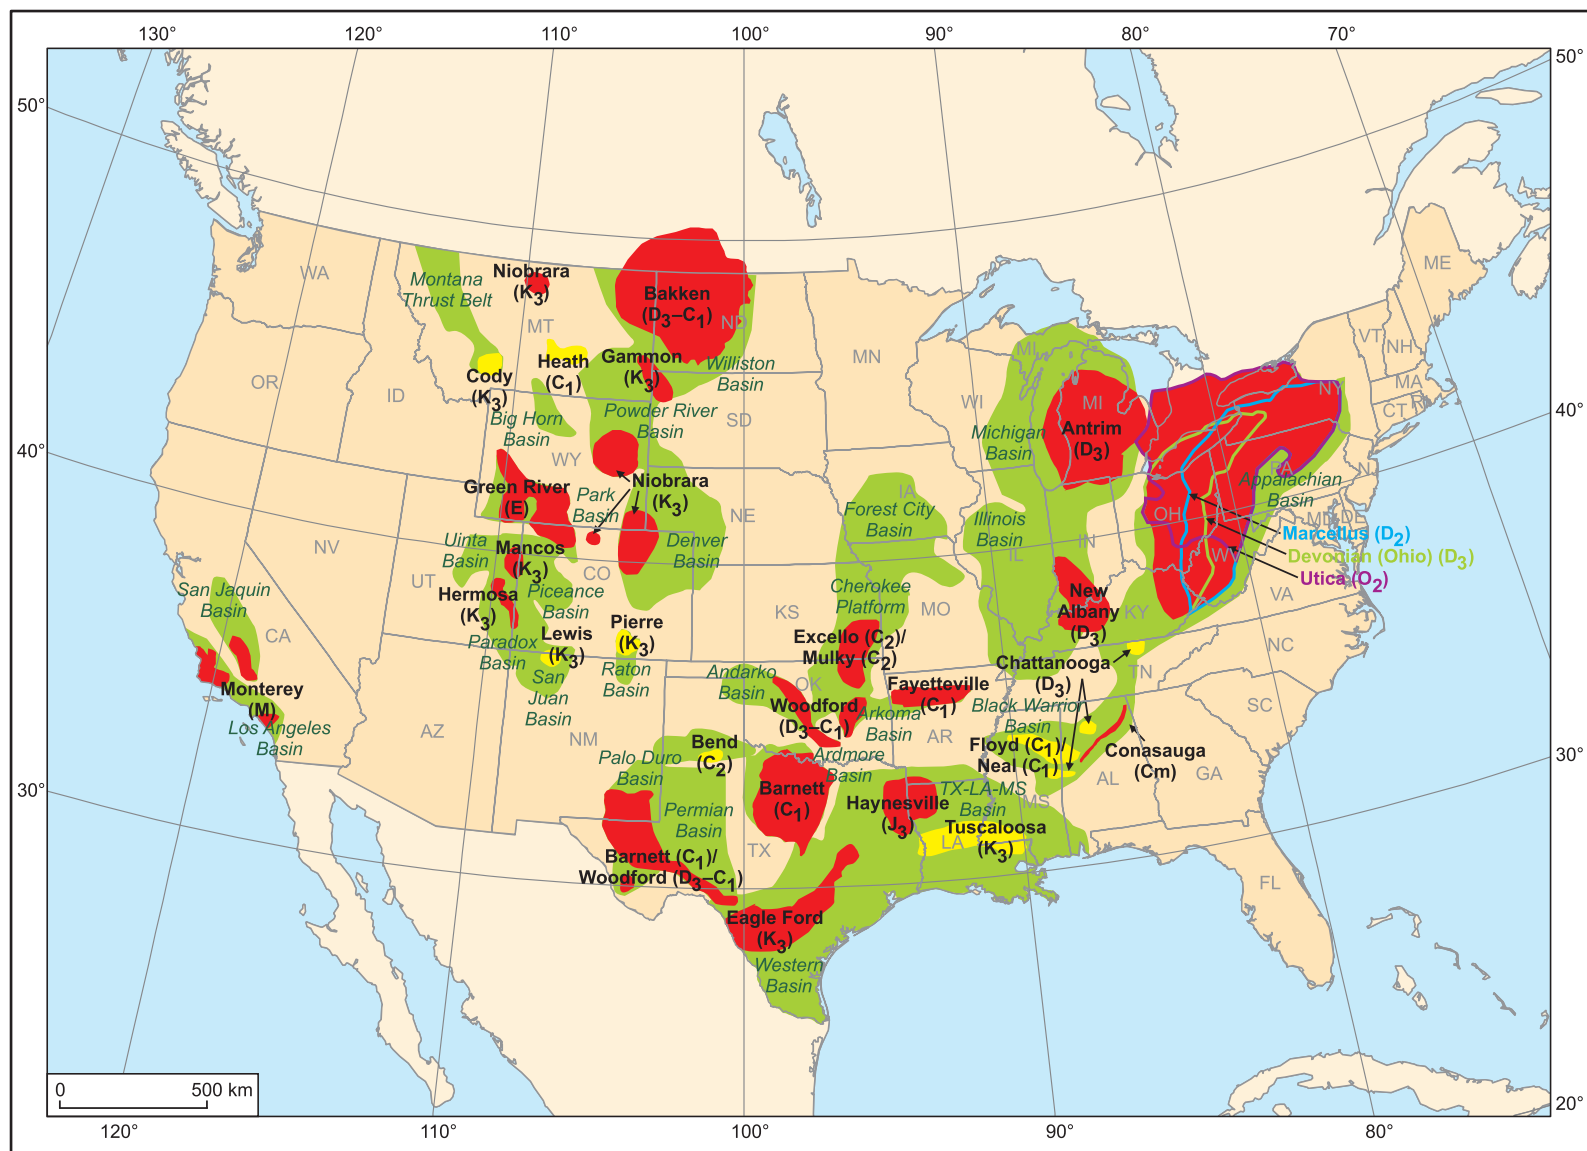 130°
120°
110°
100°
90°
80°
70°
50°
50°
40°
40°
30°
30°
20°
120°
110°
100°
90°
80°
0 500 km
WA
OR
ID
NV
CA
UT
AZ
MT
WY
CO
NM
ND
SD
NE
KS
OK
TX
MN
IA
MO
AR
LA
WI
IL
MI
MI
IN
OH
KY
TN
MS
AL
GA
FL
SC
NC
VA
WV
PA
NY
ME
VT
NH
MA
CT
RI
NJ
DE
MD
Montana
Thrust Belt
Niobrara
(K3)
Bakken
(D3–C1)
Cody
(K3)
Heath
(C1)
Gammon
(K3)
Williston
Basin
Big Horn
Basin
Powder River
Basin
Green River
(E)
Park
Basin
Niobrara
(K3)
Uinta
Basin
Mancos
(K3)
Denver
Basin
Hermosa
(K3)
Piceance
Basin
San Jaquin
Basin
Paradox
Basin
Lewis
(K3)
Pierre
(K3)
San
Juan
Basin
Raton
Basin
Monterey
(M)
Los Angeles
Basin
Michigan
Basin
Antrim
(D3)
Forest City
Basin
Illinois
Basin
Appalachian
Basin
Marcellus (D2)
Devonian (Ohio) (D3)
Utica (O2)
Cherokee
Platform
New
Albany
(D3)
Excello (C2)/
Mulky (C2)
Chattanooga
(D3)
Andarko
Basin
Fayetteville
(C1)
Woodford
(D3–C1)
Arkoma
Basin
Black Warrior
Basin
Floyd (C1)/
Neal (C1)
Conasauga
(Cm)
Bend
(C2)
Palo Duro
Basin
Ardmore
Basin
Barnett
(C1)
Haynesville
(J3)
TX-LA-MS
Basin
Permian
Basin
Tuscaloosa
(K3)
Barnett (C1)/
Woodford (D3–C1)
Eagle Ford
(K3)
Western
Basin